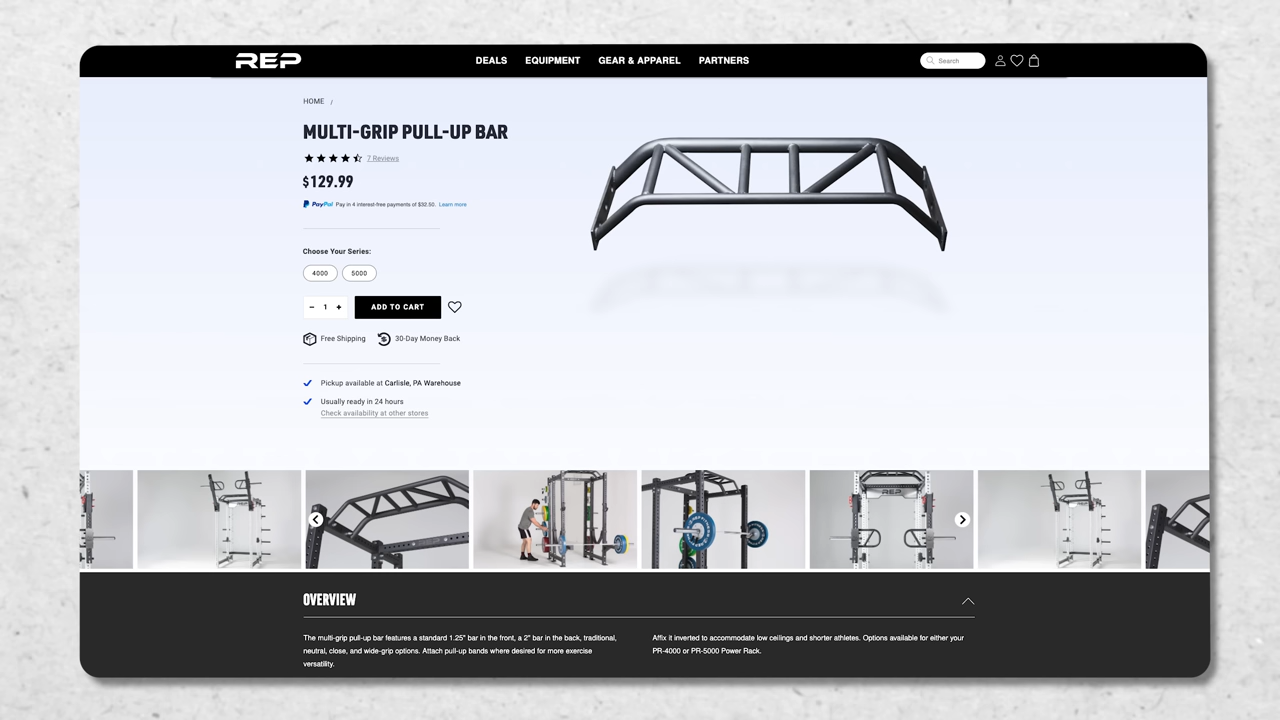 REP
DEALS EQUIPMENT GEAR & APPAREL PARTNERS
Search
HOME /
MULTI-GRIP PULL-UP BAR
7 Reviews
$129.99
PayPal Pay in 4 interest-free payments of $32.50. Learn more
Choose Your Series:
4000 5000
− 1 + ADD TO CART
Free Shipping 30-Day Money Back
Pickup available at Carlisle, PA Warehouse
Usually ready in 24 hours
Check availability at other stores
REP
OVERVIEW
The multi-grip pull-up bar features a standard 1.25" bar in the front, a 2" bar in the back, traditional,
neutral, close, and wide-grip options. Attach pull-up bands where desired for more exercise
versatility.
Affix it inverted to accommodate low ceilings and shorter athletes. Options available for either your
PR-4000 or PR-5000 Power Rack.